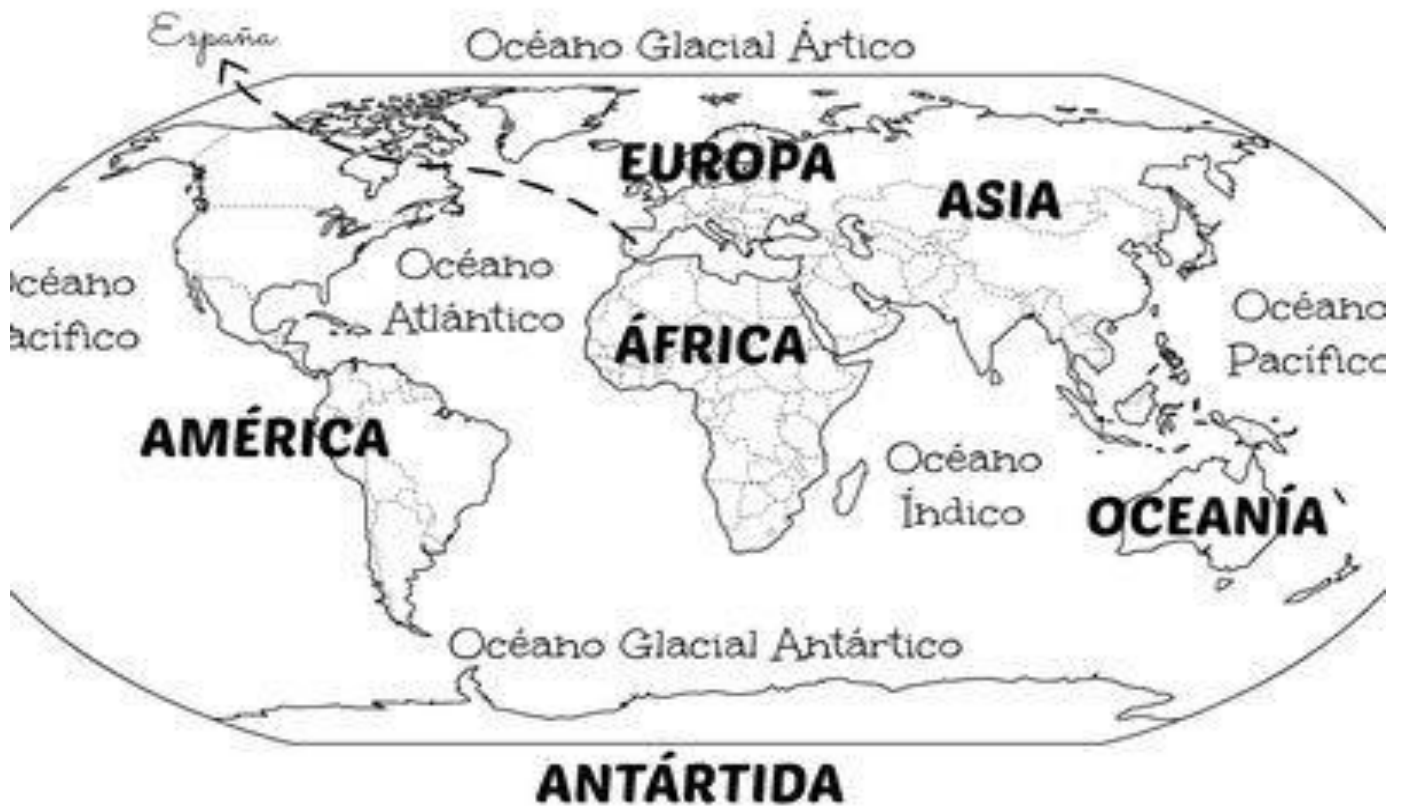 España
Océano Glacial Ártico
EUROPA
ASIA
Océano
Atlántico
océano
acífico
Océano
Pacífico
ÁFRICA
AMÉRICA
Océano
Índico
OCEANÍA
Océano Glacial Antártico
ANTÁRTIDA